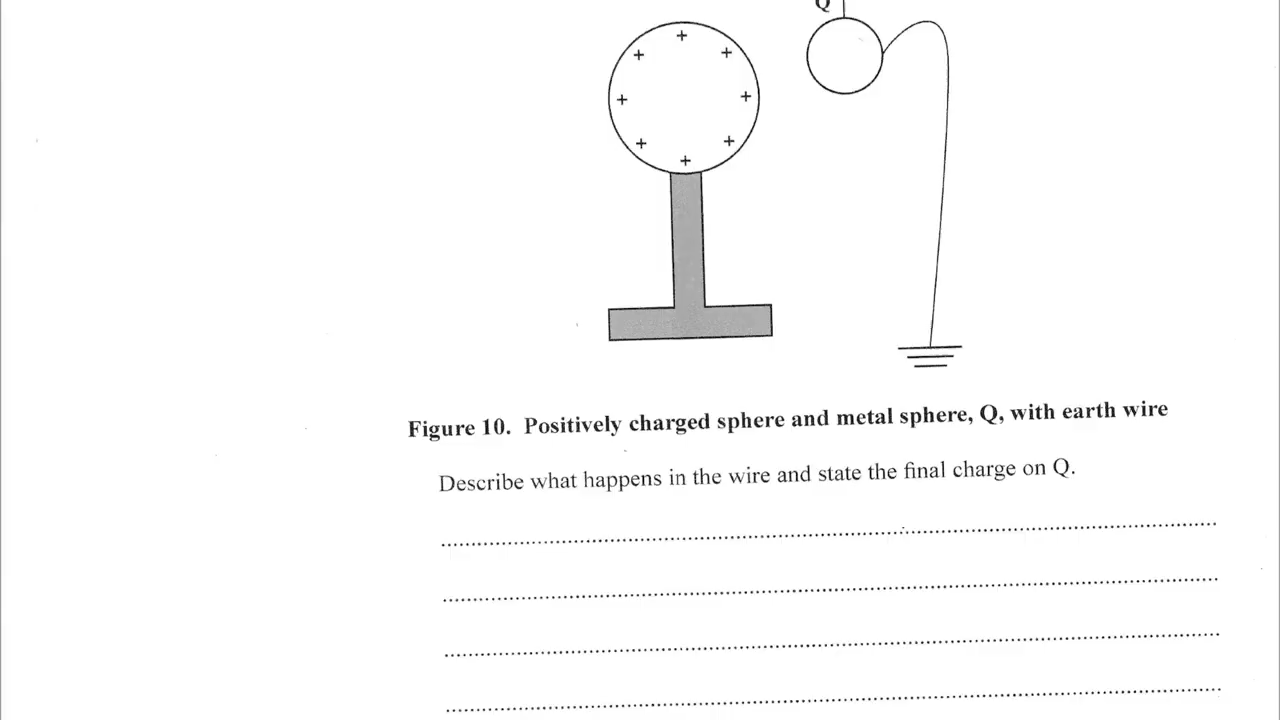 Q
+ + + + + + + +
Figure 10. Positively charged sphere and metal sphere, Q, with earth wire
Describe what happens in the wire and state the final charge on Q.